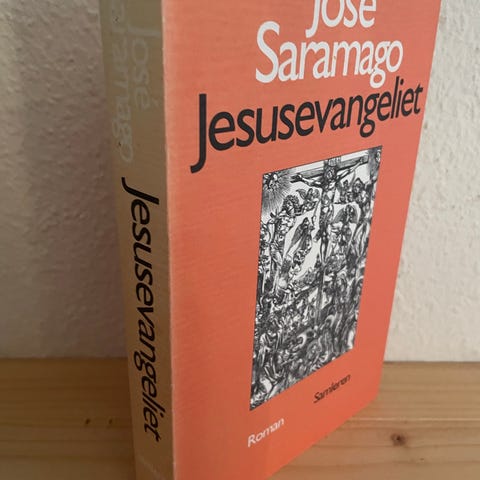 José
Saramago
Jesusevangeliet
Samleren
Roman
José
Saramago
Jesusevangeliet